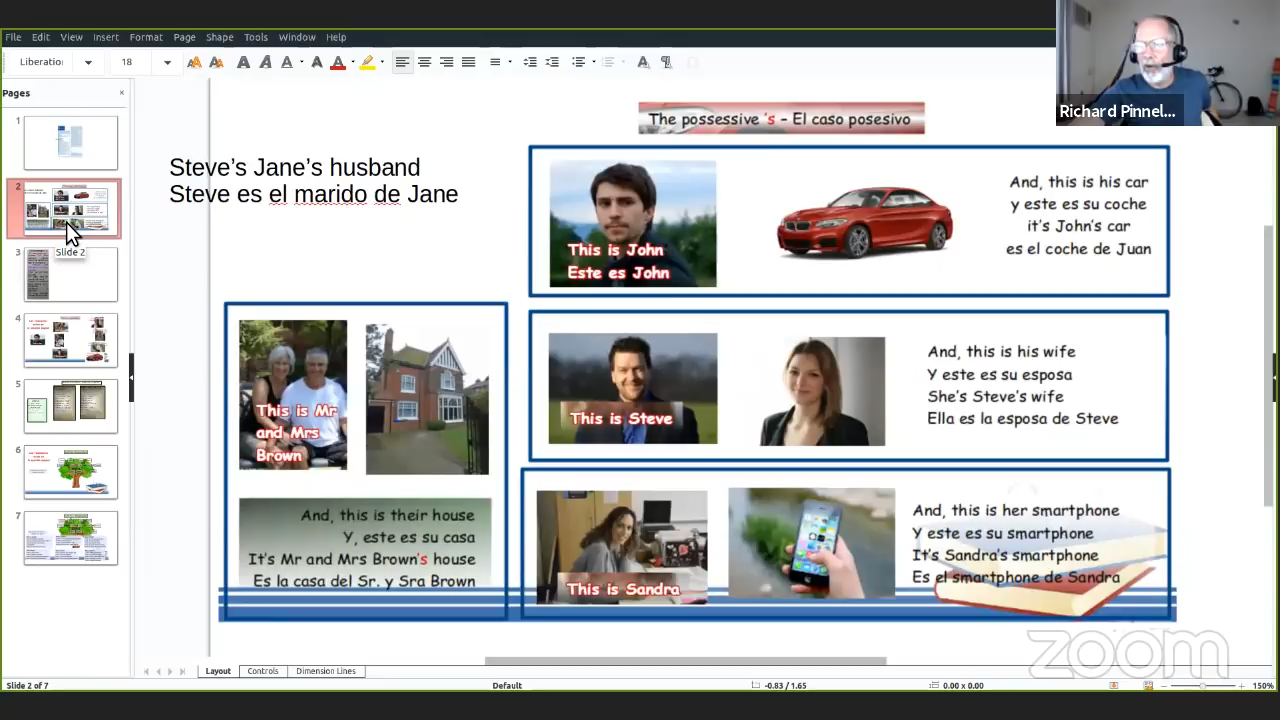 File Edit View Insert Format Page Shape Tools Window Help
Liberatio 18
Pages
1
2
Slide 2
3
4
5
6
7
Richard Pinnel...
The possessive 's – El caso posesivo
Steve's Jane's husband
Steve es el marido de Jane
This is John
Este es John
And, this is his car
y este es su coche
it's John's car
es el coche de Juan
This is Mr
and Mrs
Brown
And, this is their house
Y, este es su casa
It's Mr and Mrs Brown's house
Es la casa del Sr. y Sra Brown
This is Steve
And, this is his wife
Y este es su esposa
She's Steve's wife
Ella es la esposa de Steve
This is Sandra
And, this is her smartphone
Y este es su smartphone
It's Sandra's smartphone
Es el smartphone de Sandra
zoom
Layout Controls Dimension Lines
Slide 2 of 7 Default -0.83 / 1.65 0.00 x 0.00 150%